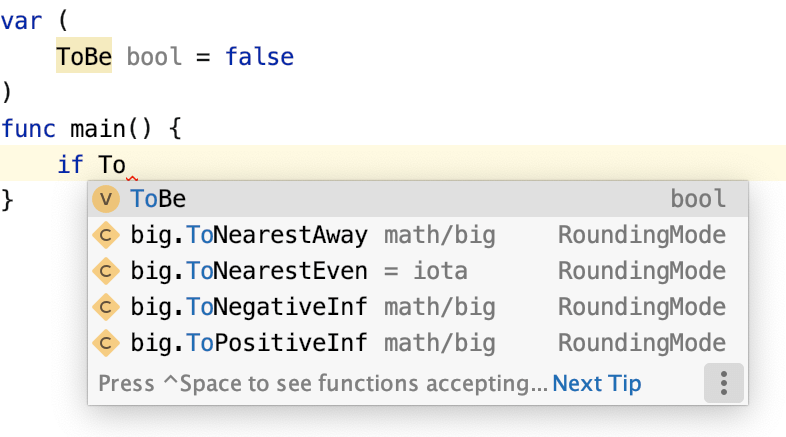 var (
ToBe bool = false
)
func main() {
if To
}
V ToBe bool
C big.ToNearestAway math/big RoundingMode
C big.ToNearestEven = iota RoundingMode
C big.ToNegativeInf math/big RoundingMode
C big.ToPositiveInf math/big RoundingMode
Press ^Space to see functions accepting... Next Tip